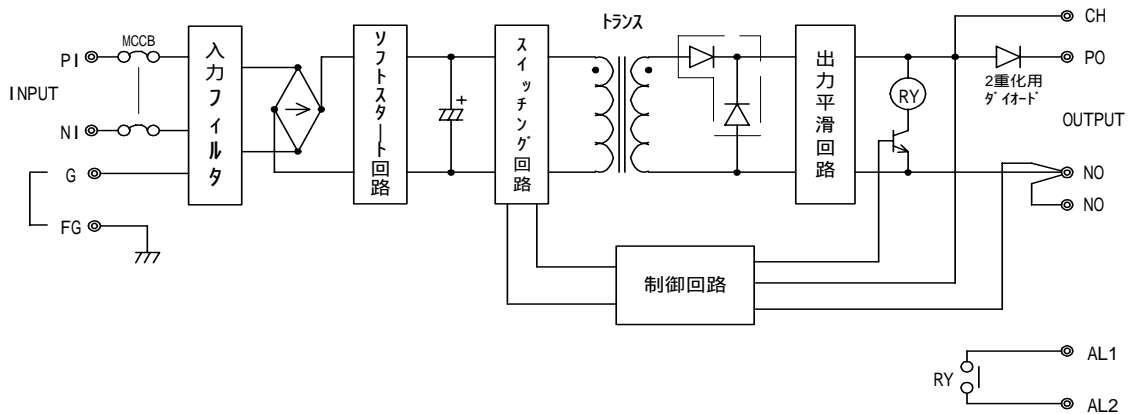 INPUT
PI
NI
G
FG
MCCB
入力フィルタ
ソフトスタート回路
+
スイッチング回路
トランス
出力平滑回路
RY
制御回路
CH
PO
2重化用
ダイオード
OUTPUT
NO
NO
RY
AL1
AL2